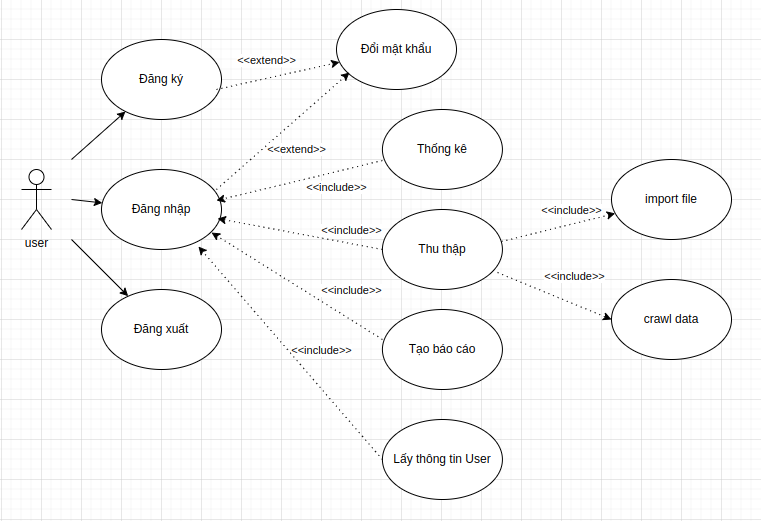 Đổi mật khẩu
<<extend>>
Đăng ký
<<extend>>
Thống kê
<<include>>
import file
<<include>>
user
Đăng nhập
<<include>>
Thu thập
<<include>>
<<include>>
crawl data
Đăng xuất
Tạo báo cáo
<<include>>
Lấy thông tin User